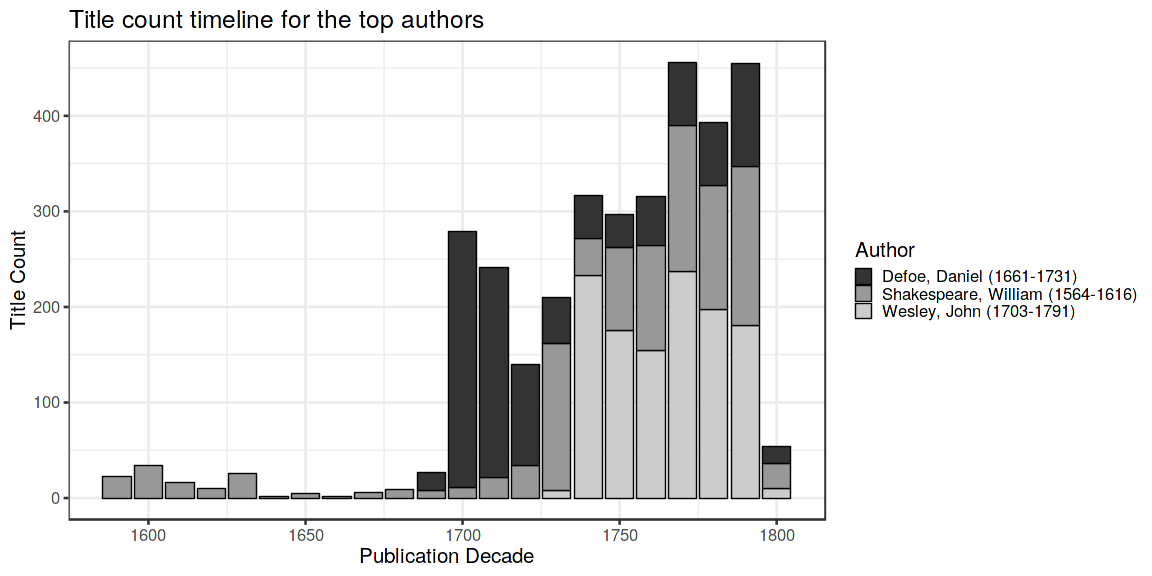 Title count timeline for the top authors
Title Count
400
300
200
100
0
1600
1650
1700
1750
1800
Publication Decade
Author
Defoe, Daniel (1661-1731)
Shakespeare, William (1564-1616)
Wesley, John (1703-1791)